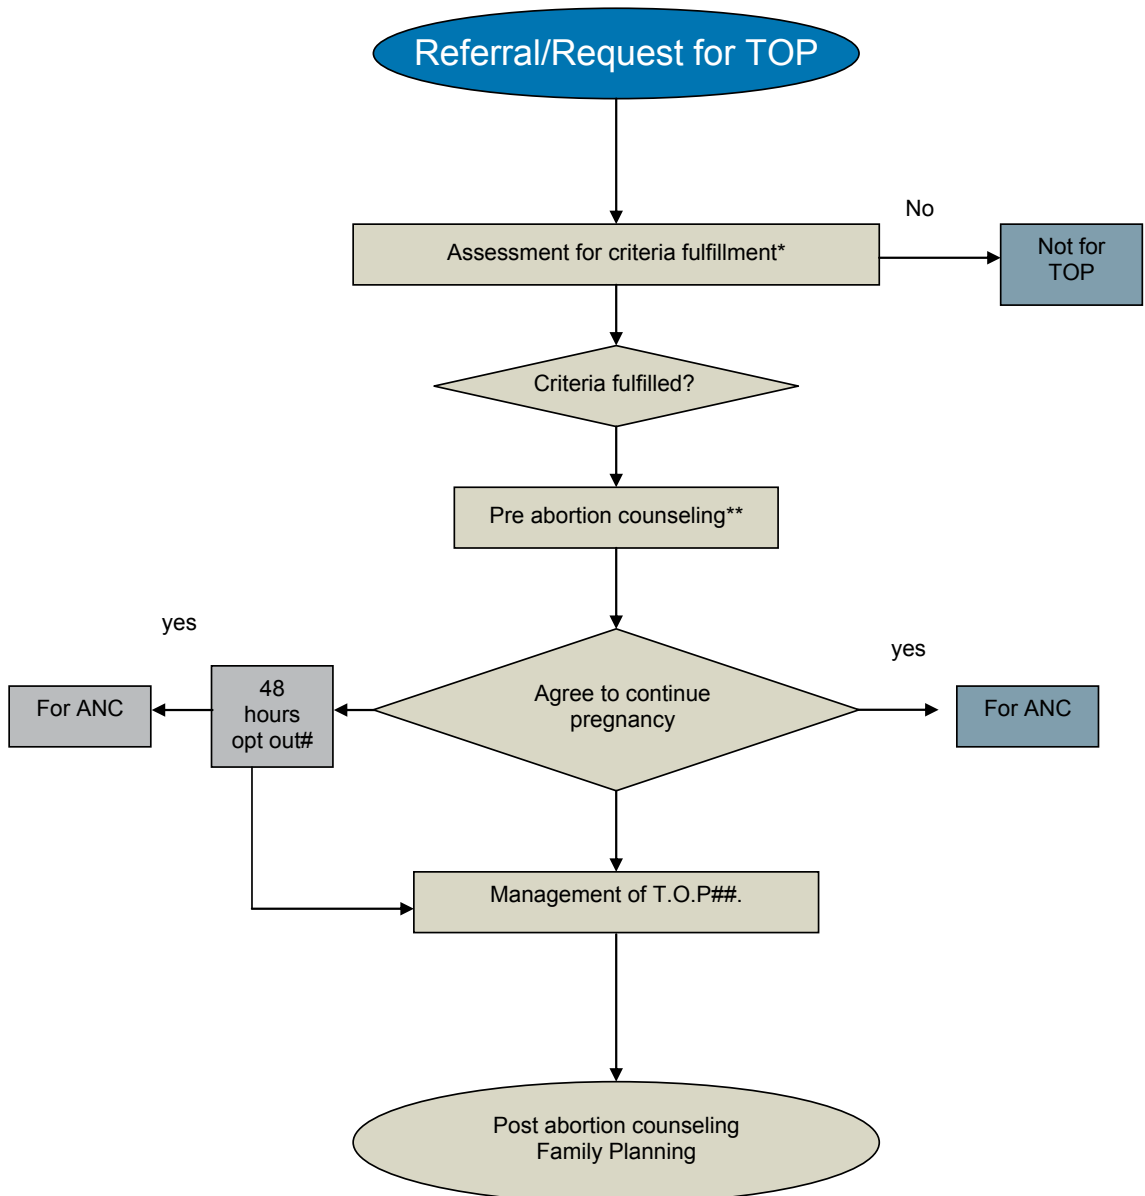 Referral/Request for TOP
No
Assessment for criteria fulfillment*
Not for
TOP
Criteria fulfilled?
Pre abortion counseling**
yes
yes
For ANC
48
hours
opt out#
Agree to continue
pregnancy
For ANC
Management of T.O.P##.
Post abortion counseling
Family Planning